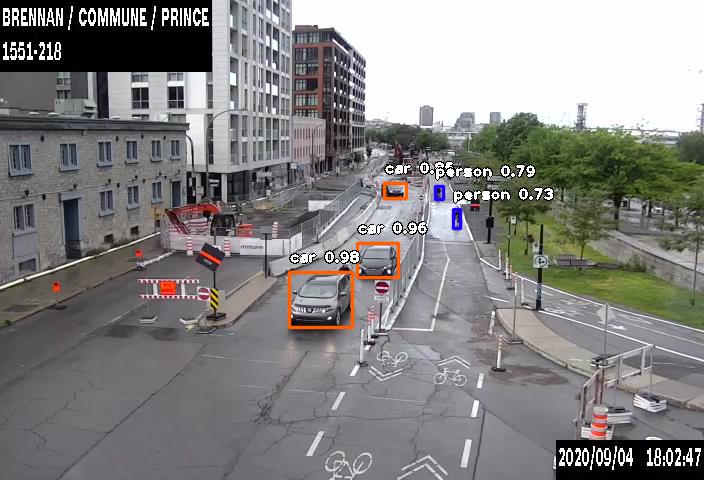 BRENNAN / COMMUNE / PRINCE
1551-218
car 0.86
person 0.79
person 0.73
car 0.96
car 0.98
2020/09/04 18:02:47